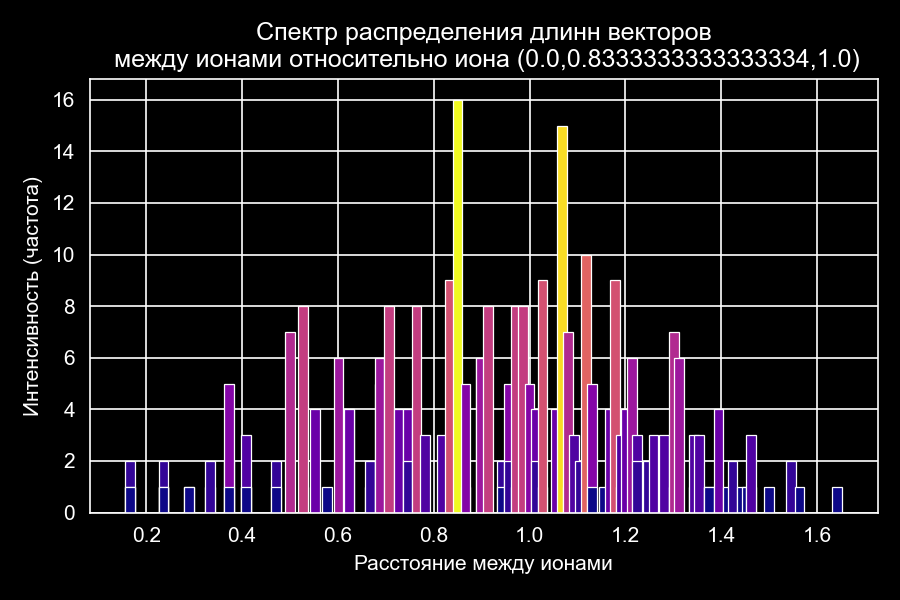 Спектр распределения длинн векторов
между ионами относительно иона (0.0,0.8333333333333334,1.0)
Интенсивность (частота)
16
14
12
10
8
6
4
2
0
0.2 0.4 0.6 0.8 1.0 1.2 1.4 1.6
Расстояние между ионами